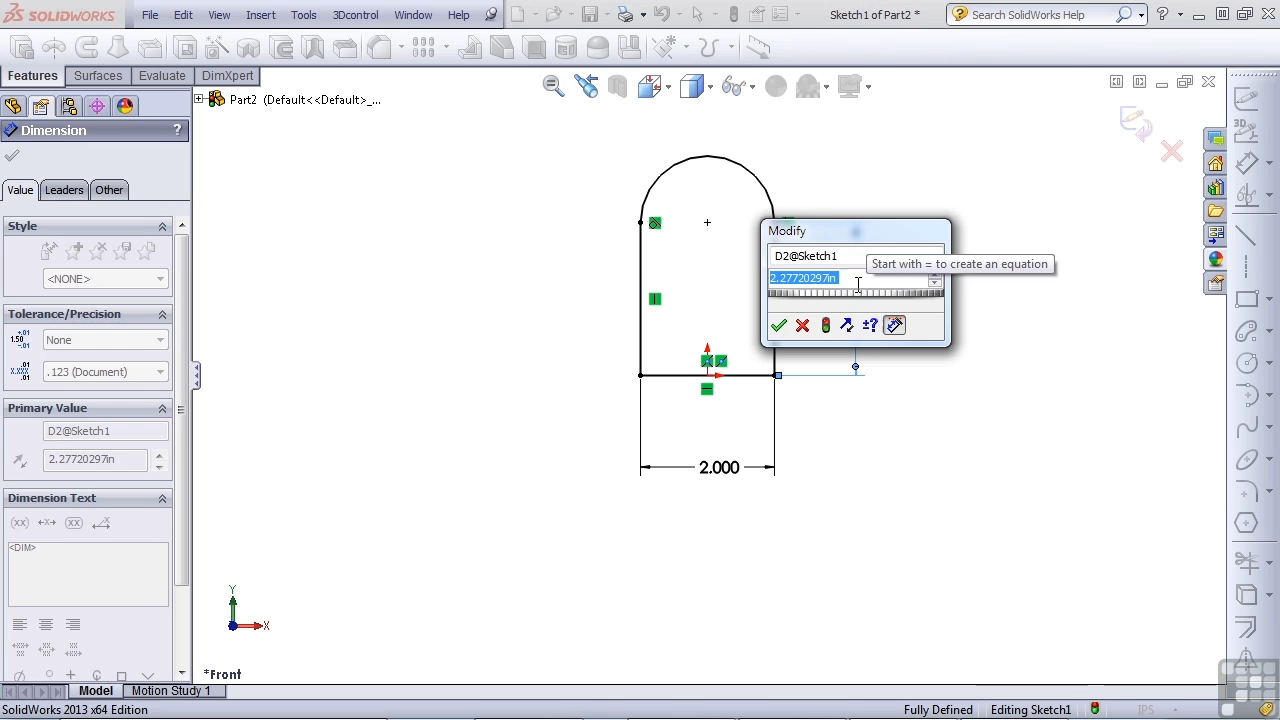 SOLIDWORKS File Edit View Insert Tools 3Dcontrol Window Help Sketch1 of Part2 * Search SolidWorks Help
Features Surfaces Evaluate DimXpert
Part2 (Default<<Default>_...
Dimension ?
Value Leaders Other
Style
<NONE>
Tolerance/Precision
None
.123 (Document)
Primary Value
D2@Sketch1
2.27720297in
Dimension Text
<DIM>
Modify
D2@Sketch1
Start with = to create an equation
2.27720297in
2.000
Y
X
*Front
Model Motion Study 1
SolidWorks 2013 x64 Edition Fully Defined Editing Sketch1 IPS